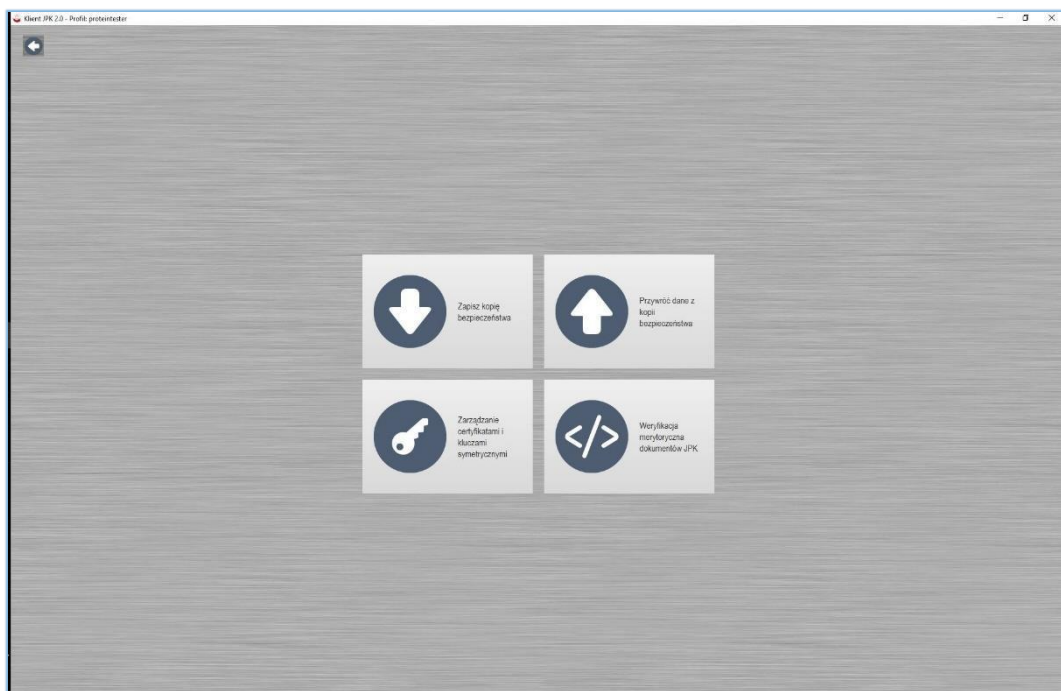 Klient JPK 2.0 - Profil: proteintester
Zapisz kopię
bezpieczeństwa
Przywróć dane z
kopii
bezpieczeństwa
Zarządzanie
certyfikatami i
kluczami
symetrycznymi
Weryfikacja
merytoryczna
dokumentów JPK